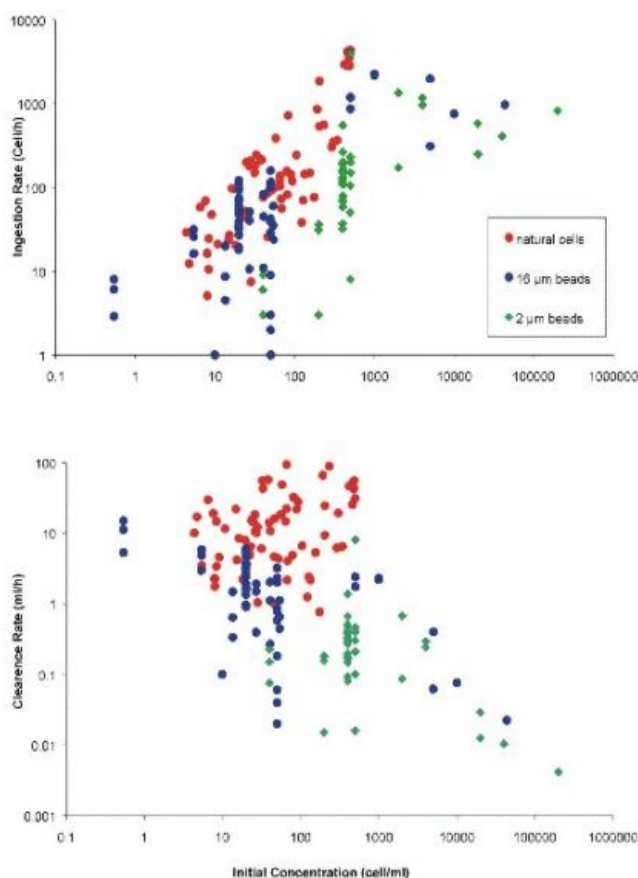 10000
1000
100
10
1
Ingestion Rate (Cell/h)
natural cells
16 µm beads
2 µm beads
0.1 1 10 100 1000 10000 100000 1000000
100
10
1
0.1
0.01
0.001
Clearence Rate (ml/h)
0.1 1 10 100 1000 10000 100000 1000000
Initial Concentration (cell/ml)